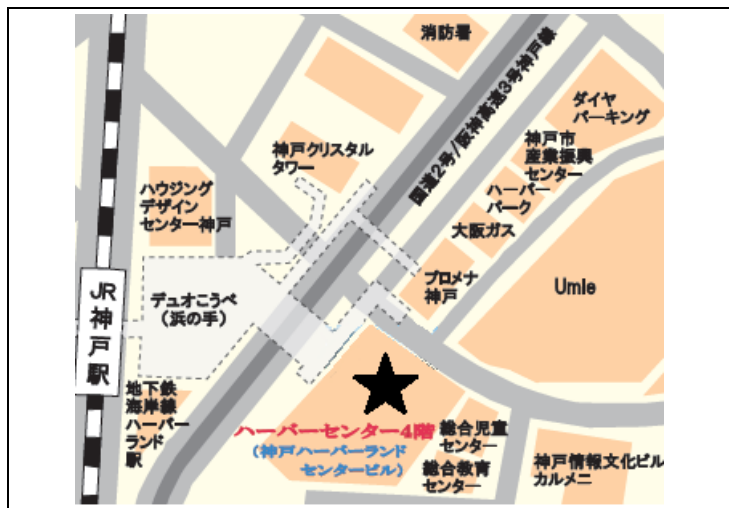 消防署
国道2号/阪神高速3号神戸線
ダイヤ
パーキング
神戸市
産業振興
センター
神戸クリスタル
タワー
ハウジング
デザイン
センター神戸
ハーバー
パーク
大阪ガス
プロメナ
神戸
Umie
デュオこうべ
（浜の手）
JR
神
戸
駅
地下鉄
海岸線
ハーバー
ランド
駅
ハーバーセンター4階
（神戸ハーバーランド
センタービル）
総合児童
センター
総合教育
センター
神戸情報文化ビル
カルメニ